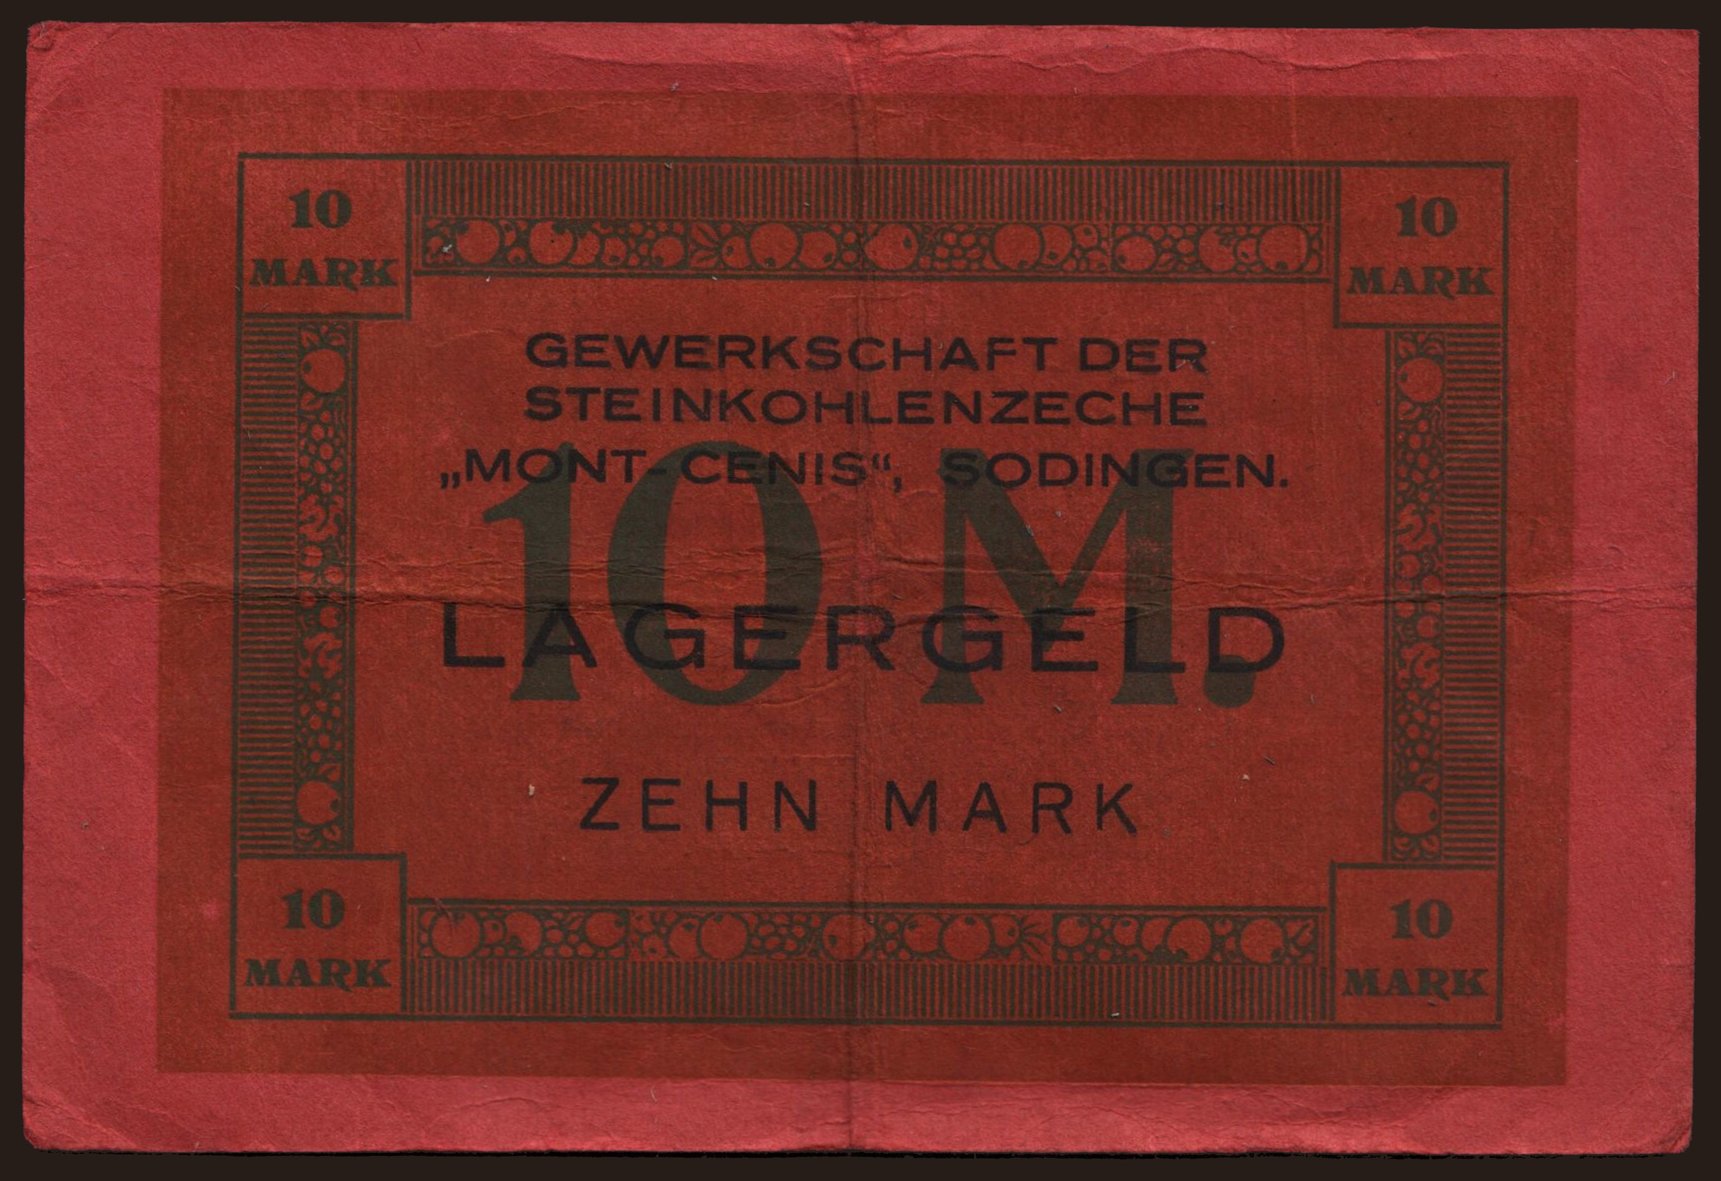 10 MARK
10 MARK
GEWERKSCHAFT DER
STEINKOHLENZECHE
„MONT-CENIS“, SODINGEN.
10 M.
LAGERGELD
ZEHN MARK
10 MARK
10 MARK